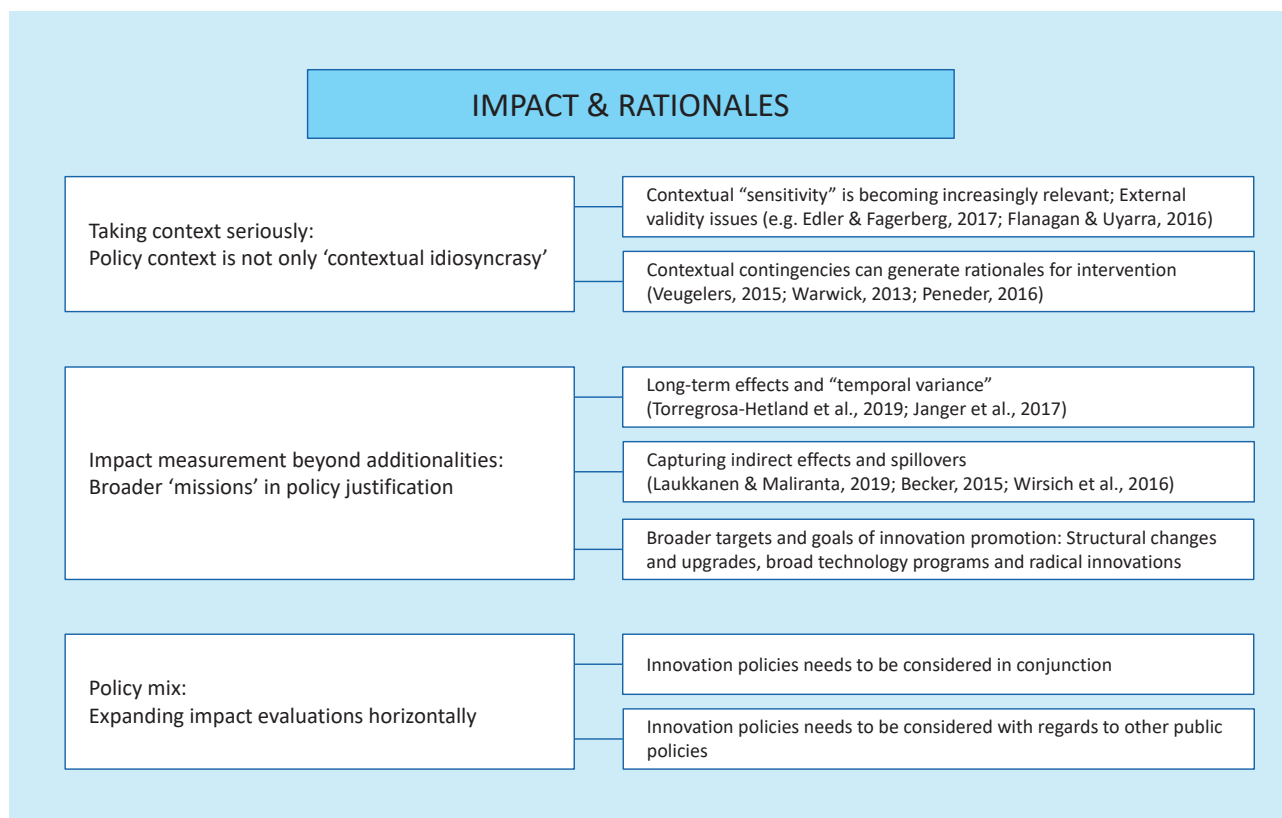 IMPACT & RATIONALES
Taking context seriously:
Policy context is not only ‘contextual idiosyncrasy’
Contextual “sensitivity” is becoming increasingly relevant; External
validity issues (e.g. Edler & Fagerberg, 2017; Flanagan & Uyarra, 2016)
Contextual contingencies can generate rationales for intervention
(Veugelers, 2015; Warwick, 2013; Peneder, 2016)
Impact measurement beyond additionalities:
Broader ‘missions’ in policy justification
Long-term effects and “temporal variance”
(Torregrosa-Hetland et al., 2019; Janger et al., 2017)
Capturing indirect effects and spillovers
(Laukkanen & Maliranta, 2019; Becker, 2015; Wirsich et al., 2016)
Broader targets and goals of innovation promotion: Structural changes
and upgrades, broad technology programs and radical innovations
Policy mix:
Expanding impact evaluations horizontally
Innovation policies needs to be considered in conjunction
Innovation policies needs to be considered with regards to other public
policies